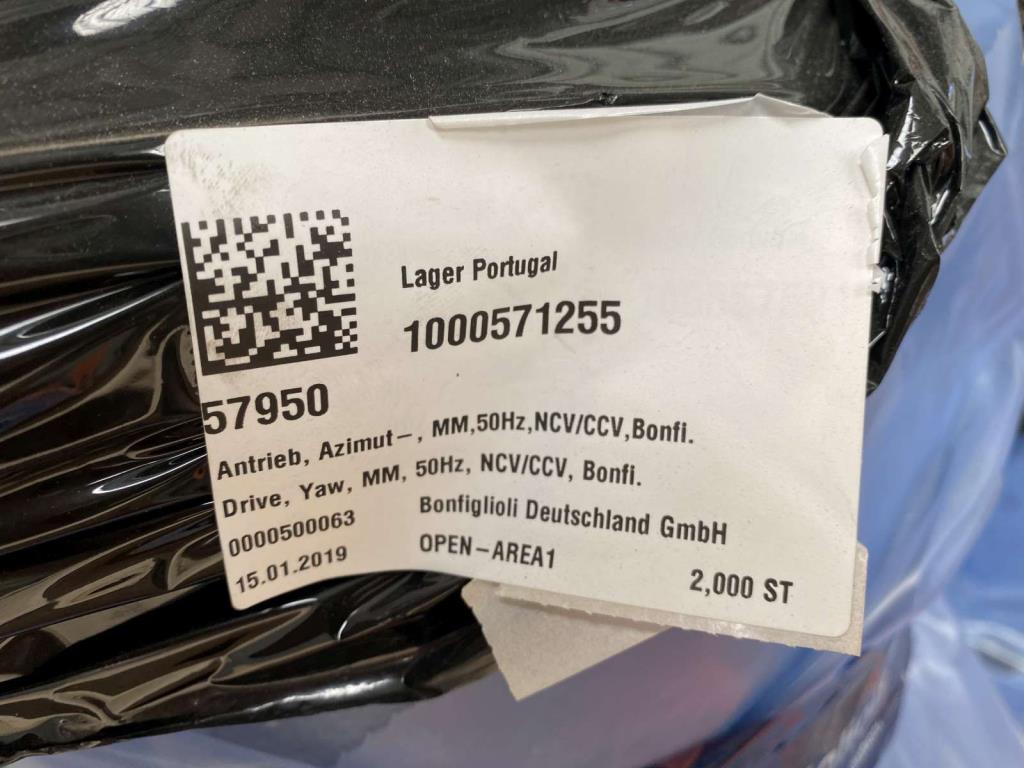 Lager Portugal
1000571255
57950
Antrieb, Azimut-, MM,50Hz,NCV/CCV,Bonfi.
Drive, Yaw, MM, 50Hz, NCV/CCV, Bonfi.
0000500063 Bonfiglioli Deutschland GmbH
15.01.2019 OPEN-AREA1 2,000 ST